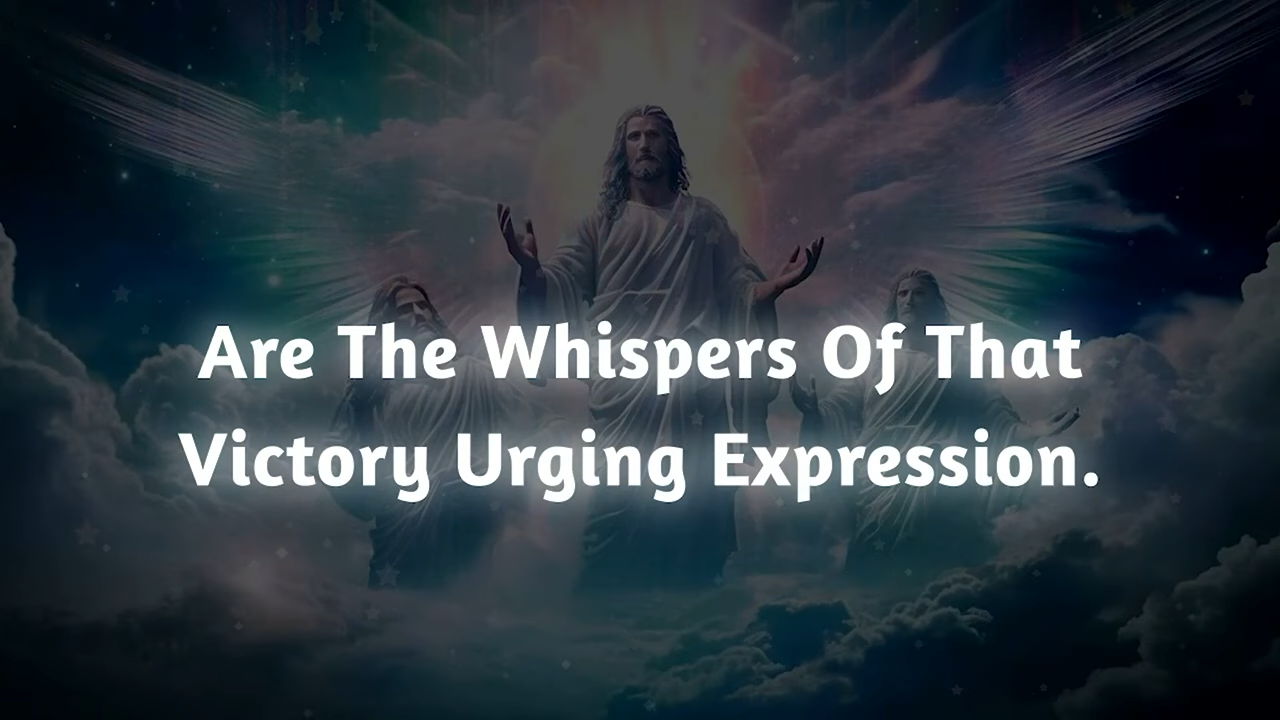 Are The Whispers Of That
Victory Urging Expression.